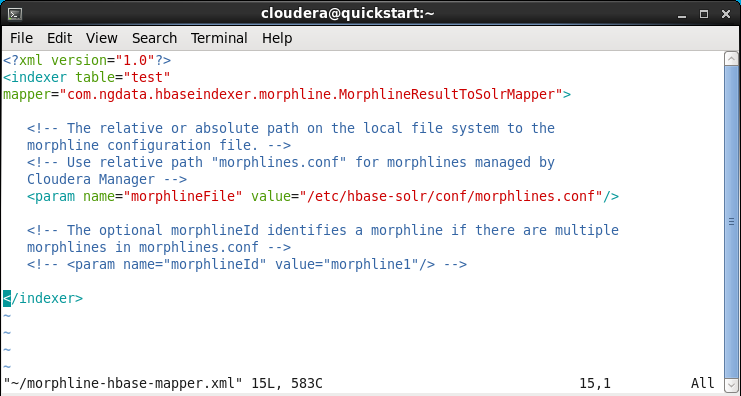 cloudera@quickstart:~
File Edit View Search Terminal Help
<?xml version="1.0"?>
<indexer table="test"
mapper="com.ngdata.hbaseindexer.morphline.MorphlineResultToSolrMapper">

   <!-- The relative or absolute path on the local file system to the
   morphline configuration file. -->
   <!-- Use relative path "morphlines.conf" for morphlines managed by
   Cloudera Manager -->
   <param name="morphlineFile" value="/etc/hbase-solr/conf/morphlines.conf"/>

   <!-- The optional morphlineId identifies a morphline if there are multiple
   morphlines in morphlines.conf -->
   <!-- <param name="morphlineId" value="morphline1"/> -->

</indexer>
~
~
~
~
"~/morphline-hbase-mapper.xml" 15L, 583C 15,1 All